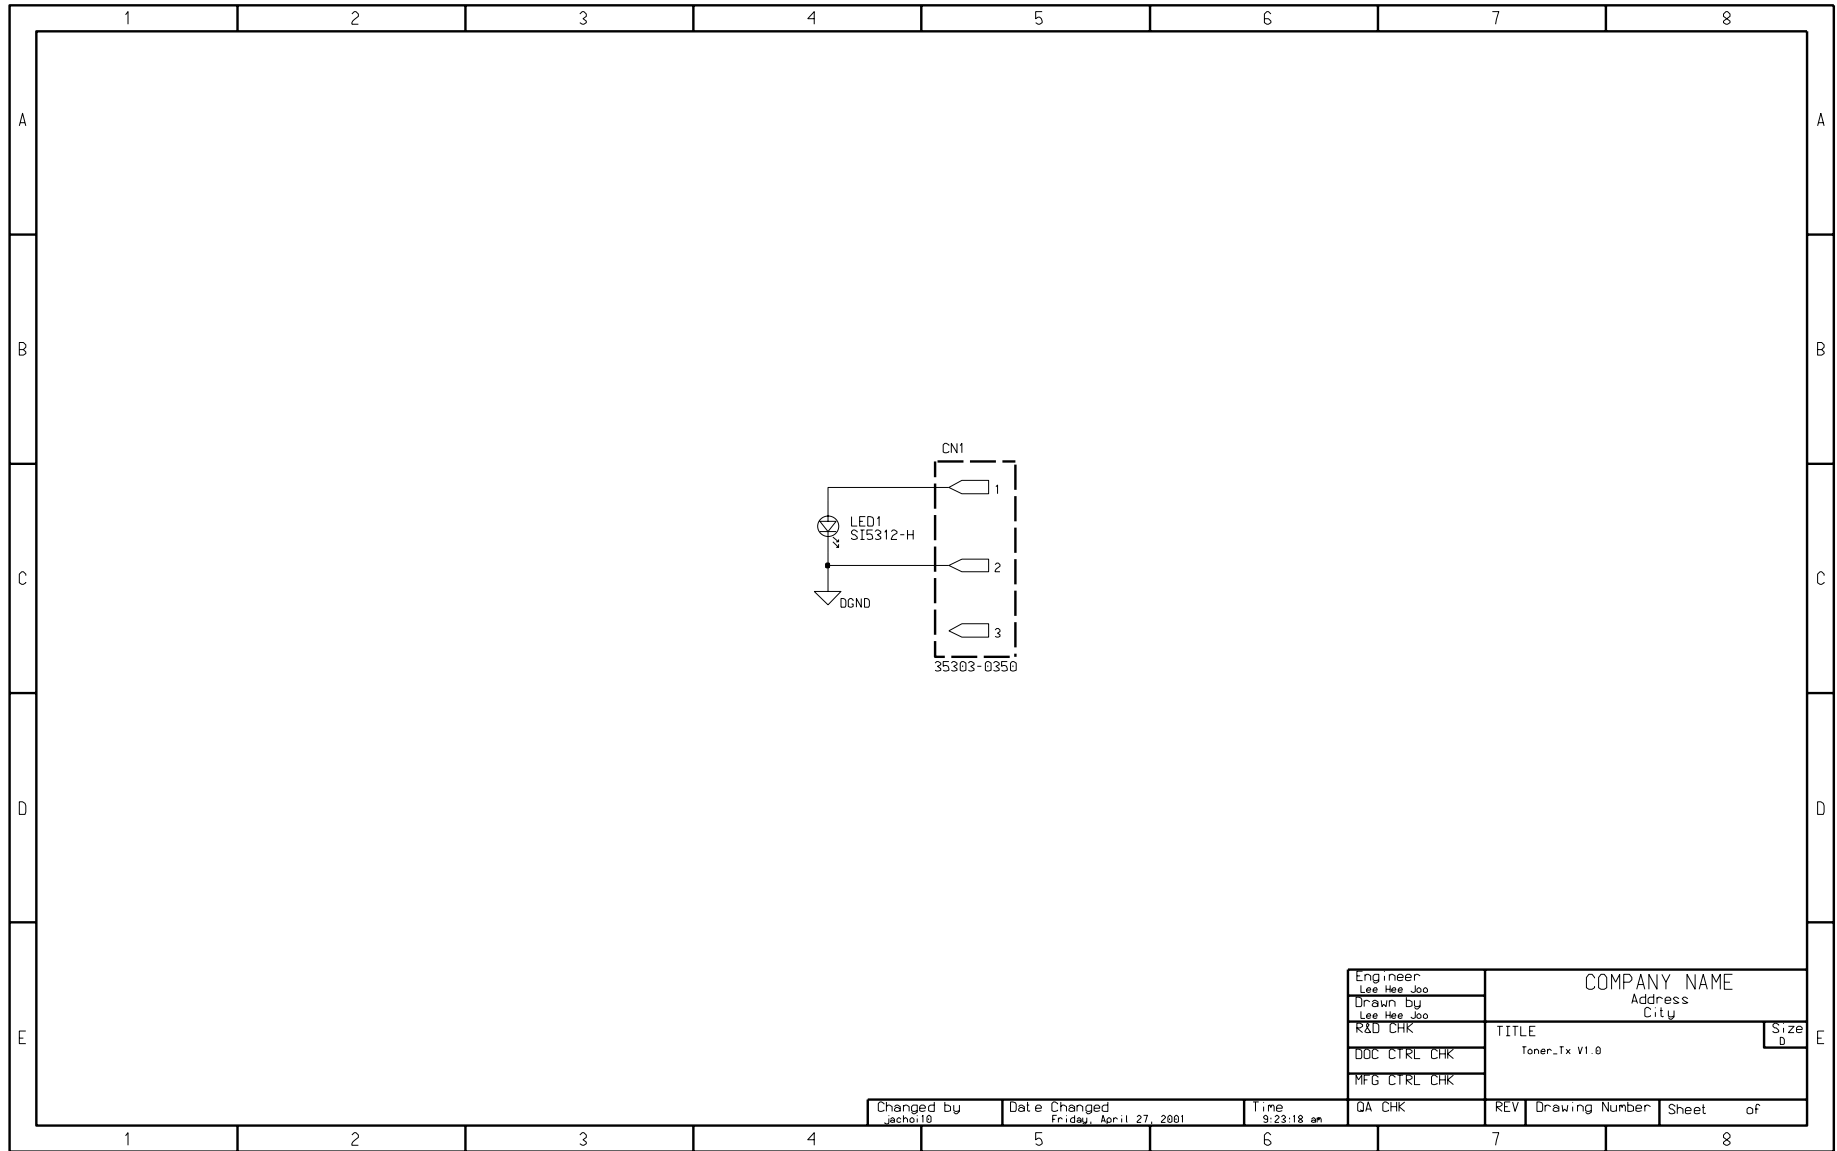 1 2 3 4 5 6 7 8
A A
B B
CN1
1
LED1
SI5312-H
2
C C
DGND
3
35303-0350
D D
Engineer
Lee Hee Joo
COMPANY NAME
Address
City
Drawn by
Lee Hee Joo
R&D CHK
TITLE
Toner_Tx V1.0
Size
D
E E
DOC CTRL CHK
MFG CTRL CHK
Changed by
jachoi10
Date Changed
Friday, April 27, 2001
Time
9:23:18 am
QA CHK
REV
Drawing Number
Sheet of
1 2 3 4 5 6 7 8